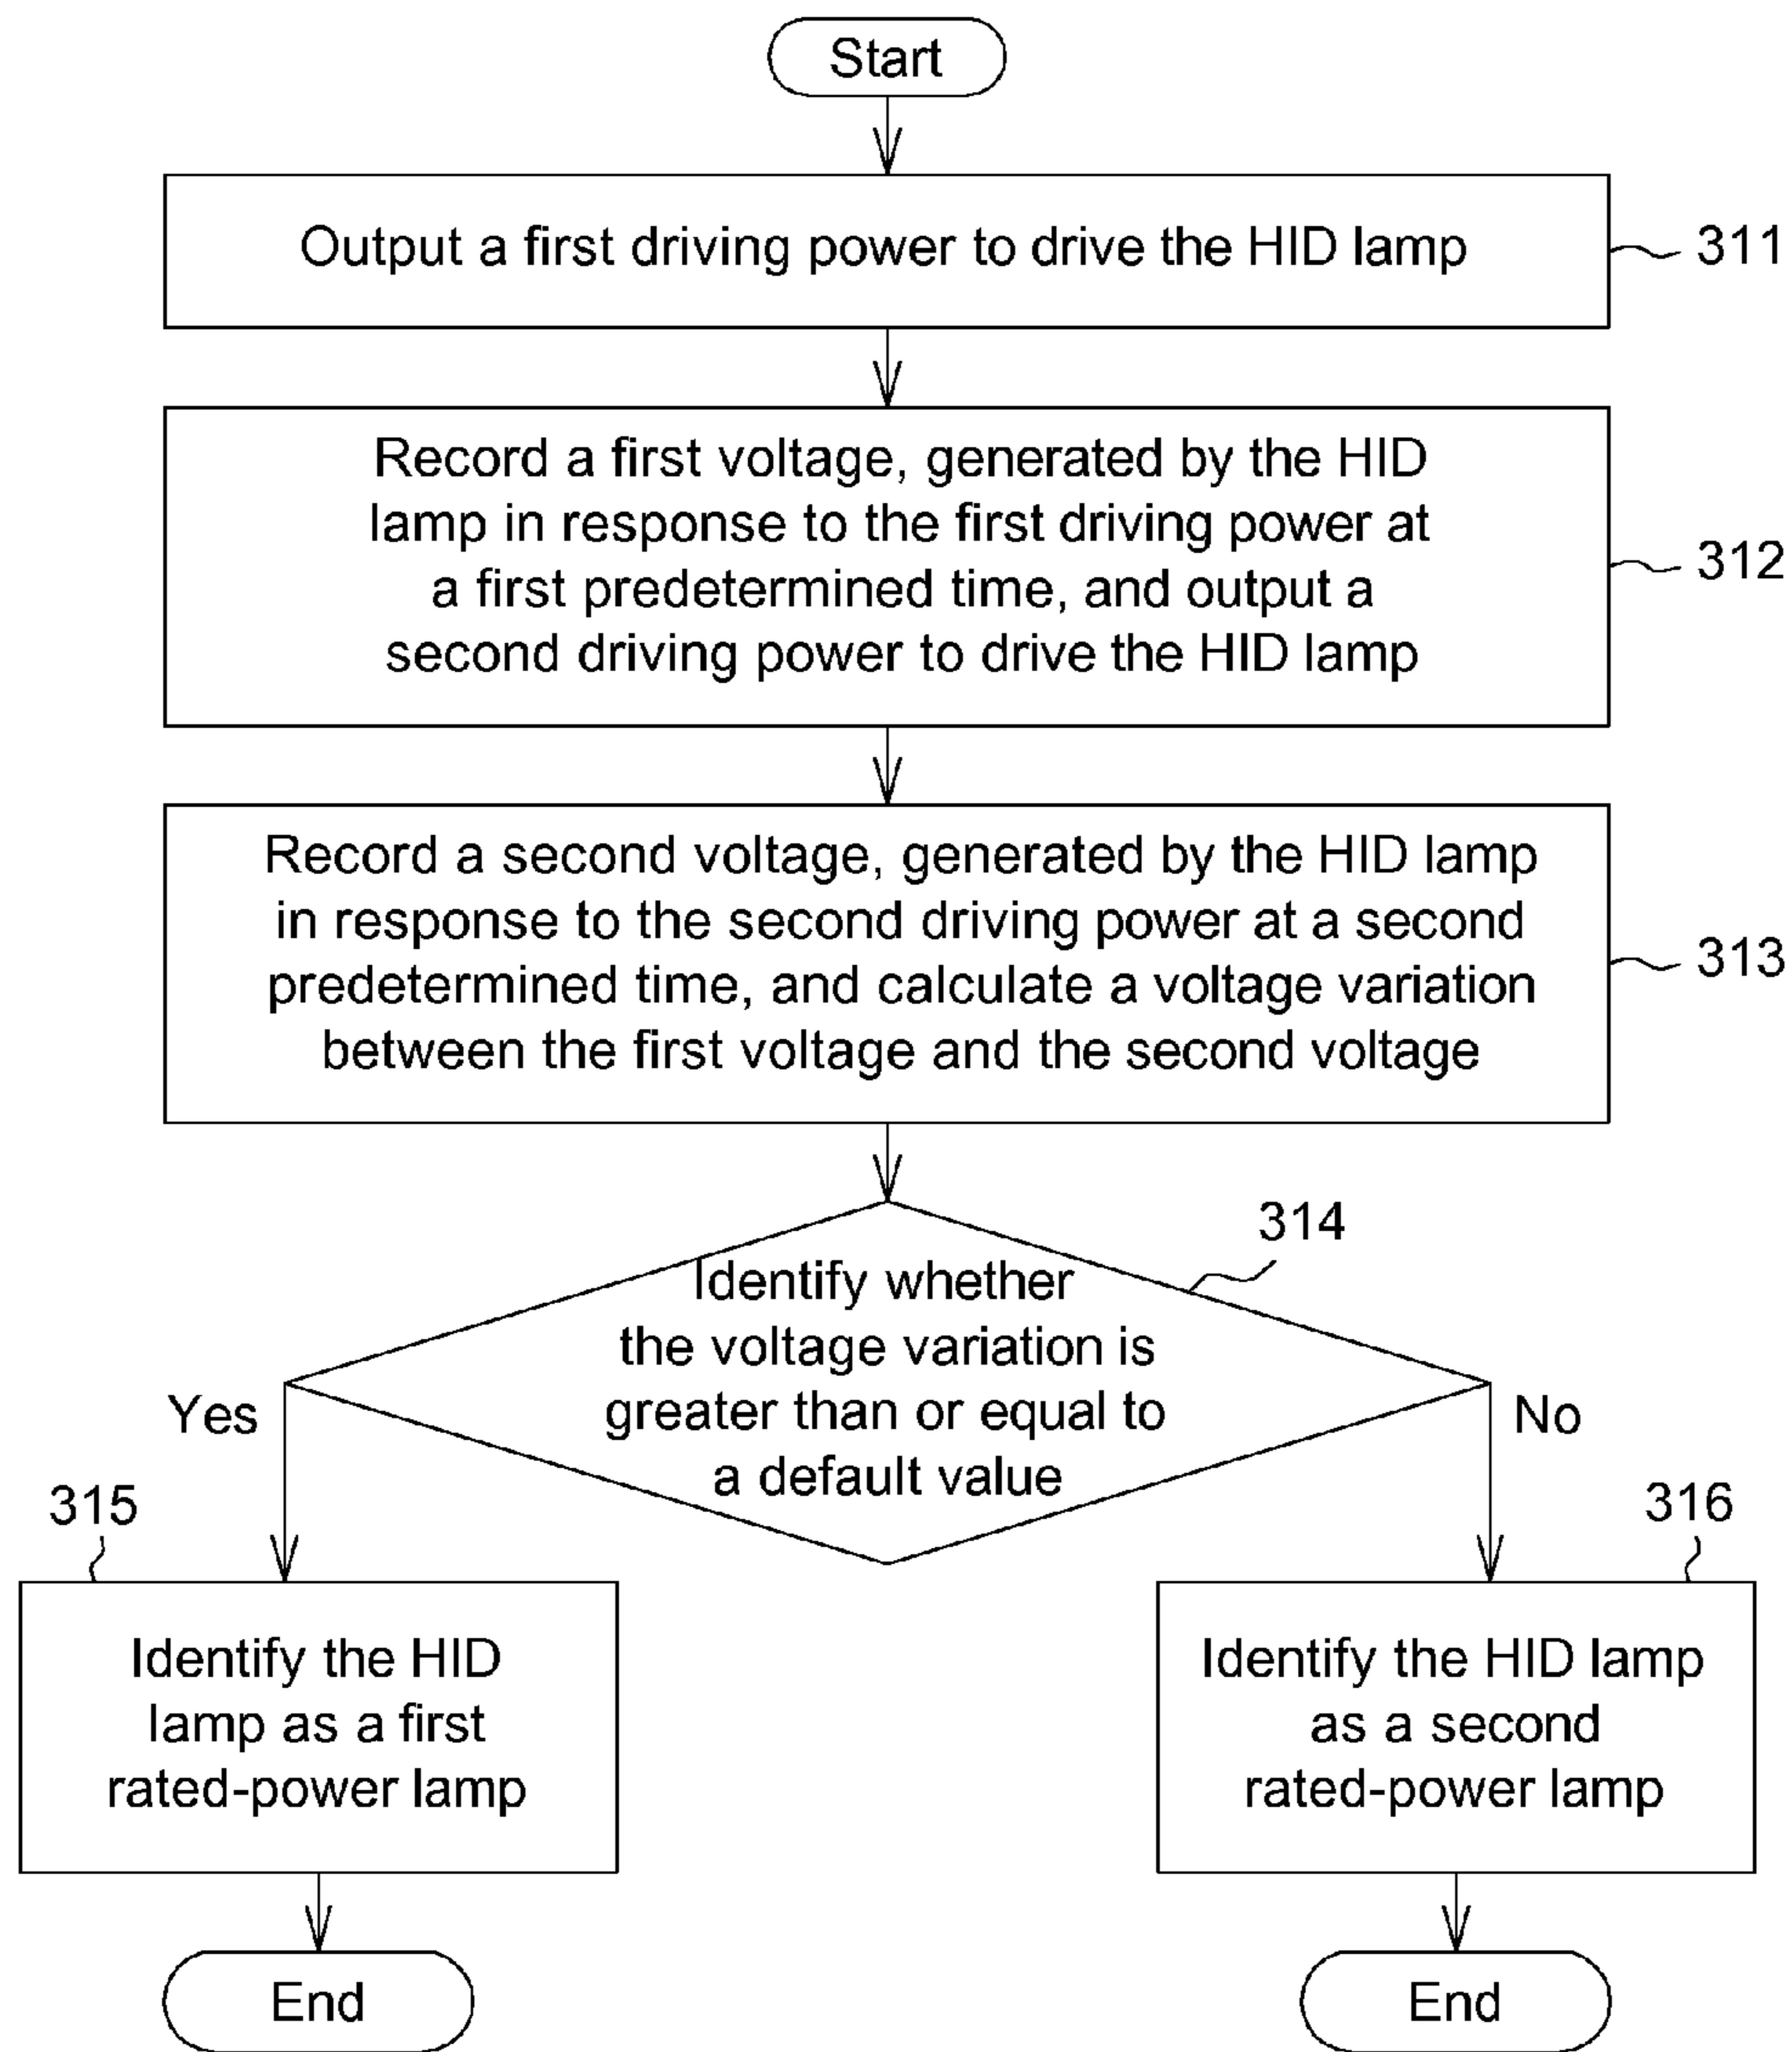 Start
Output a first driving power to drive the HID lamp
311
Record a first voltage, generated by the HID
lamp in response to the first driving power at
a first predetermined time, and output a
second driving power to drive the HID lamp
312
Record a second voltage, generated by the HID lamp
in response to the second driving power at a second
predetermined time, and calculate a voltage variation
between the first voltage and the second voltage
313
314
Identify whether
the voltage variation is
greater than or equal to
a default value
Yes
No
315
316
Identify the HID
lamp as a first
rated-power lamp
Identify the HID lamp
as a second
rated-power lamp
End
End